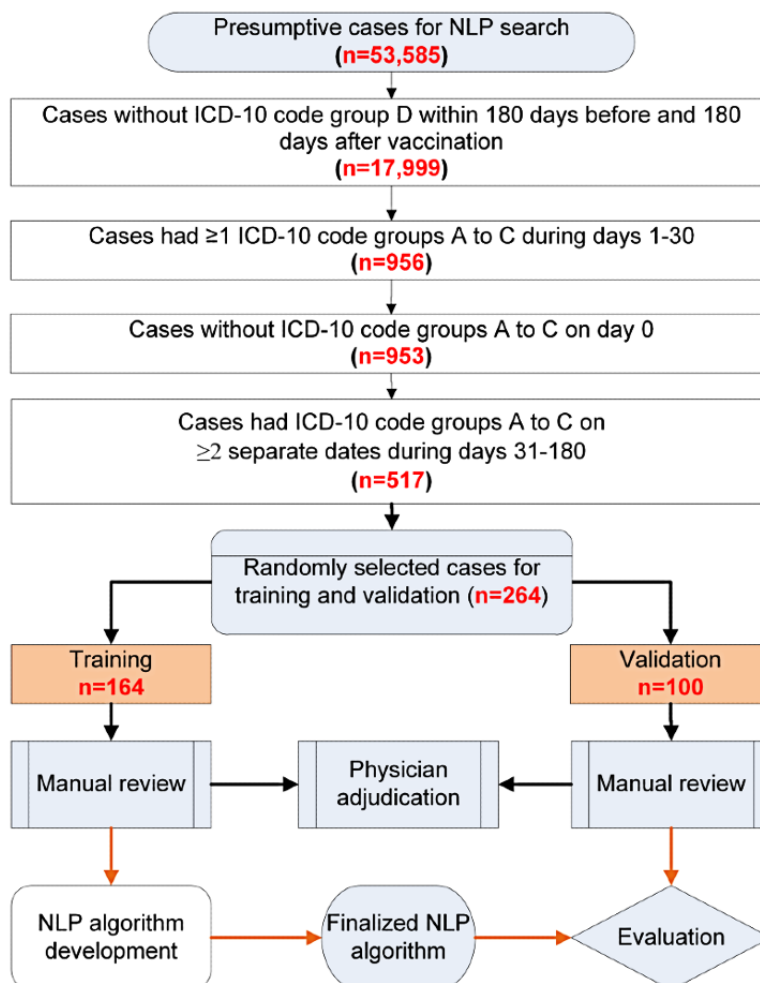 Presumptive cases for NLP search
(n=53,585)
Cases without ICD-10 code group D within 180 days before and 180
days after vaccination
(n=17,999)
Cases had ≥1 ICD-10 code groups A to C during days 1-30
(n=956)
Cases without ICD-10 code groups A to C on day 0
(n=953)
Cases had ICD-10 code groups A to C on
≥2 separate dates during days 31-180
(n=517)
Randomly selected cases for
training and validation (n=264)
Training
n=164
Validation
n=100
Manual review
Physician
adjudication
Manual review
NLP algorithm
development
Finalized NLP
algorithm
Evaluation